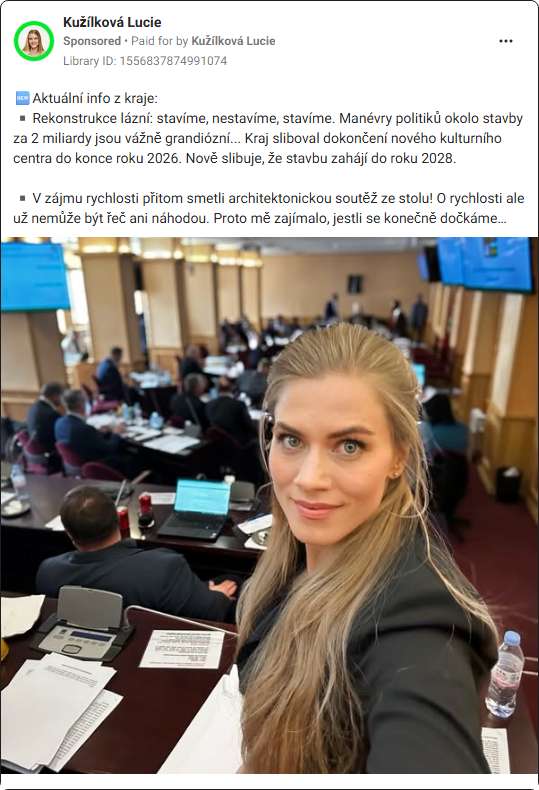 Kužílková Lucie
Sponsored • Paid for by Kužílková Lucie
Library ID: 1556837874991074
🆕 Aktuální info z kraje:
▪️ Rekonstrukce lázní: stavíme, nestavíme, stavíme. Manévry politiků okolo stavby
za 2 miliardy jsou vážně grandiózní... Kraj sliboval dokončení nového kulturního
centra do konce roku 2026. Nově slibuje, že stavbu zahájí do roku 2028.
▪️ V zájmu rychlosti přitom smetli architektonickou soutěž ze stolu! O rychlosti ale
už nemůže být řeč ani náhodou. Proto mě zajímalo, jestli se konečně dočkáme…